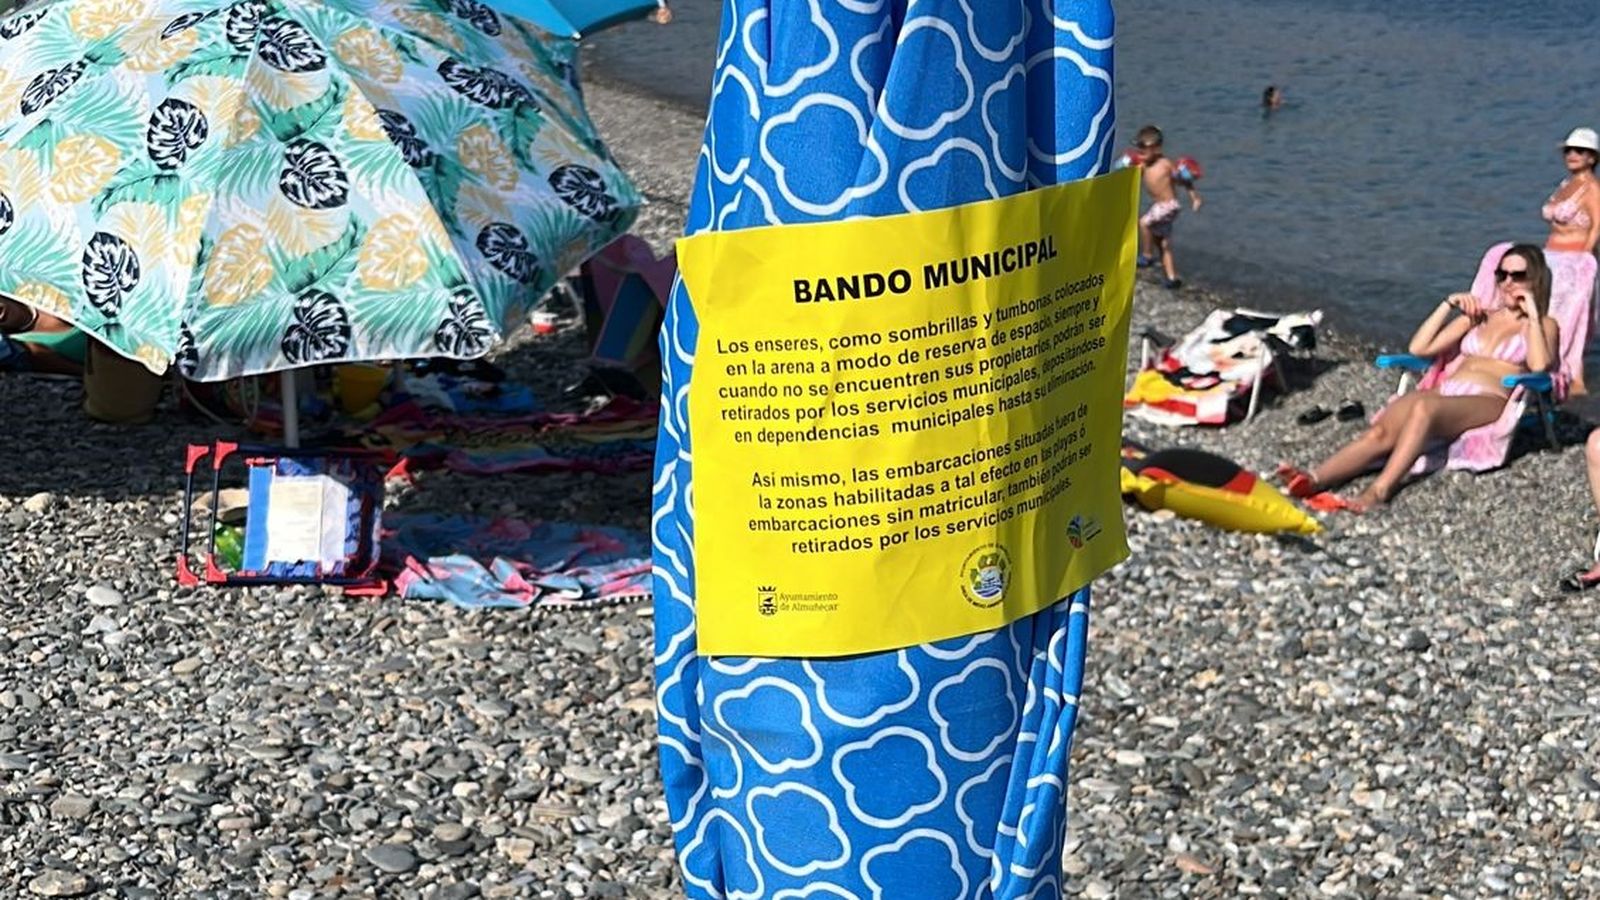 BANDO MUNICIPAL
Los enseres, como sombrillas y tumbonas, colocados
en la arena a modo de reserva de espacio, siempre y
cuando no se encuentren sus propietarios, podrán ser
retirados por los servicios municipales, depositándose
en dependencias municipales hasta su eliminación.
Así mismo, las embarcaciones situadas fuera de
la zonas habilitadas a tal efecto en las playas ó
embarcaciones sin matricular, también podrán ser
retirados por los servicios municipales.
Ayuntamiento
de Almuñécar